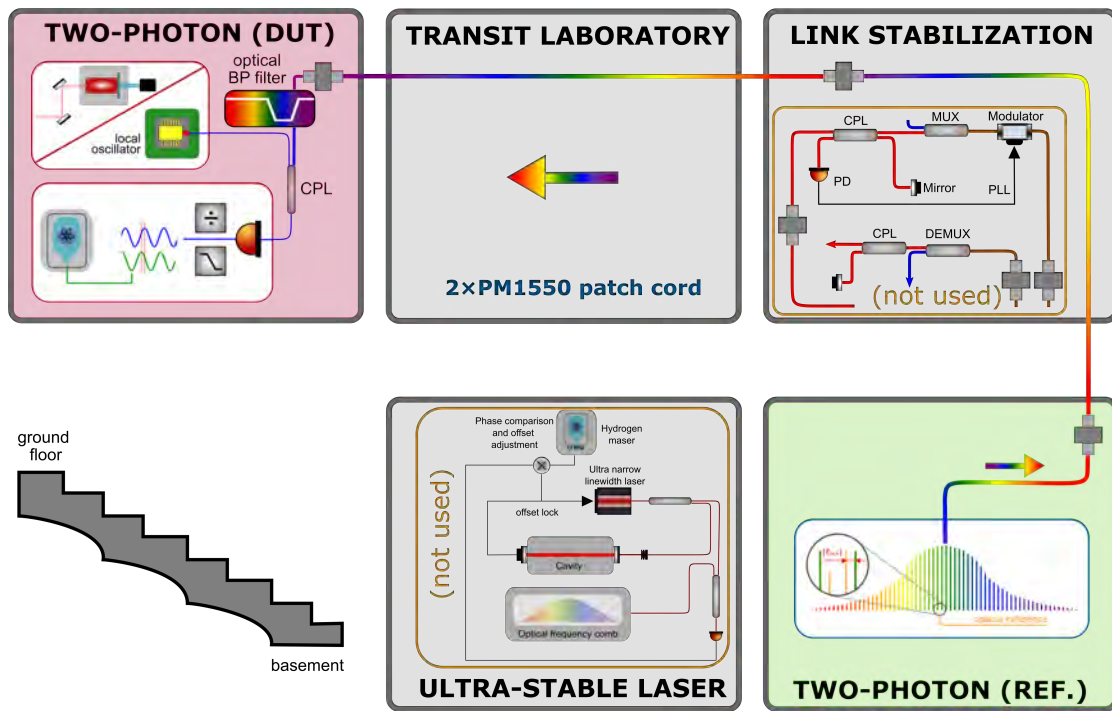 TWO-PHOTON (DUT)
optical
BP filter
local
oscillator
CPL
÷
TRANSIT LABORATORY
2×PM1550 patch cord
LINK STABILIZATION
CPL
MUX
Modulator
PD
Mirror
PLL
CPL
DEMUX
(not used)
ground
floor
basement
(not used)
Phase comparison
and offset
adjustment
Hydrogen
maser
Ultra narrow
linewidth laser
offset lock
Cavity
Optical frequency comb
ULTRA-STABLE LASER
TWO-PHOTON (REF.)